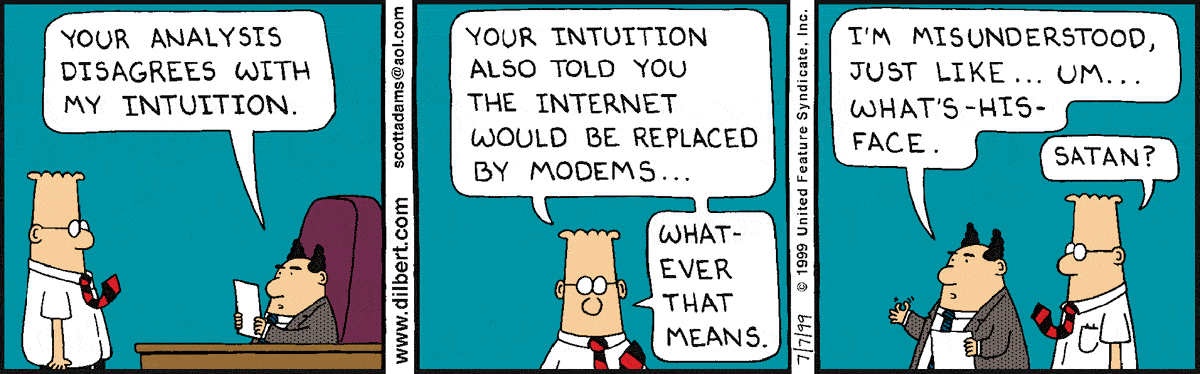 YOUR ANALYSIS
DISAGREES WITH
MY INTUITION.
www.dilbert.com scottadams@aol.com
YOUR INTUITION
ALSO TOLD YOU
THE INTERNET
WOULD BE REPLACED
BY MODEMS...
WHAT-
EVER
THAT
MEANS.
7/7/99 © 1999 United Feature Syndicate, Inc.
I'M MISUNDERSTOOD,
JUST LIKE... UM...
WHAT'S-HIS-
FACE.
SATAN?